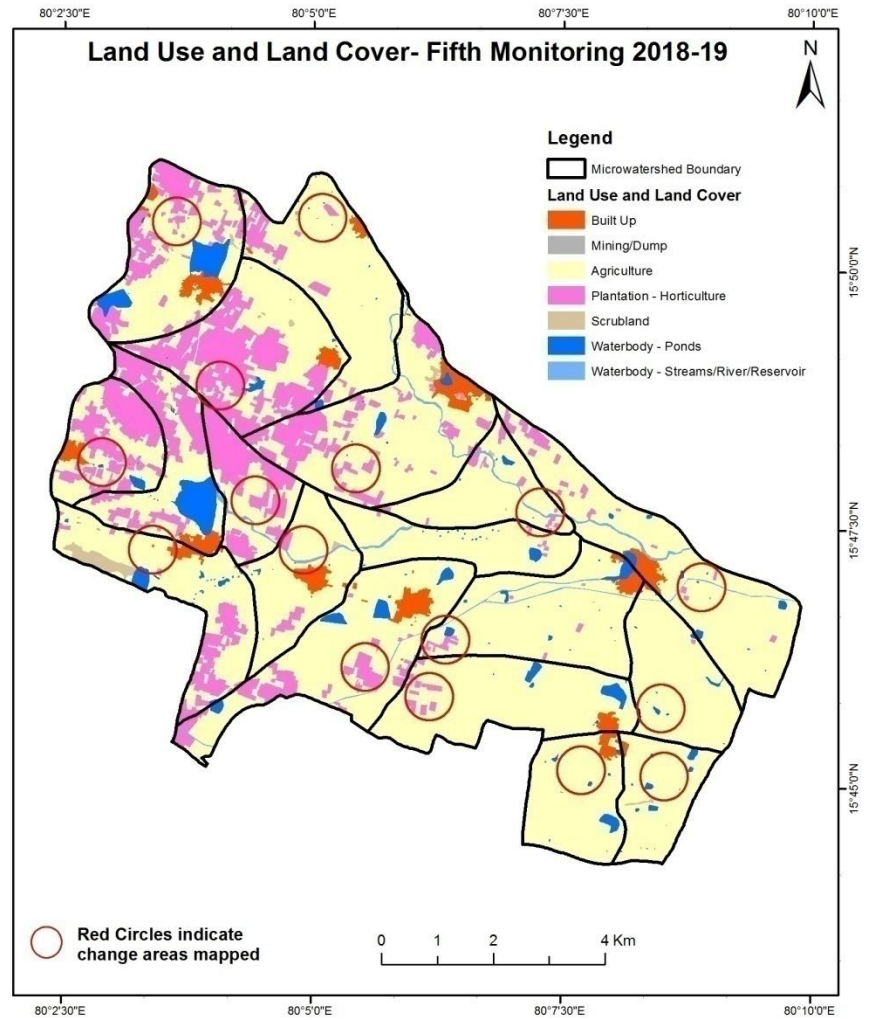 80°2'30"E 80°5'0"E 80°7'30"E 80°10'0"E
Land Use and Land Cover- Fifth Monitoring 2018-19
N
Legend
Microwatershed Boundary
Land Use and Land Cover
Built Up
Mining/Dump
Agriculture
Plantation - Horticulture
Scrubland
Waterbody - Ponds
Waterbody - Streams/River/Reservoir
15°50'0"N
15°47'30"N
15°45'0"N
Red Circles indicate
change areas mapped
0 1 2 4 Km
80°2'30"E 80°5'0"E 80°7'30"E 80°10'0"E